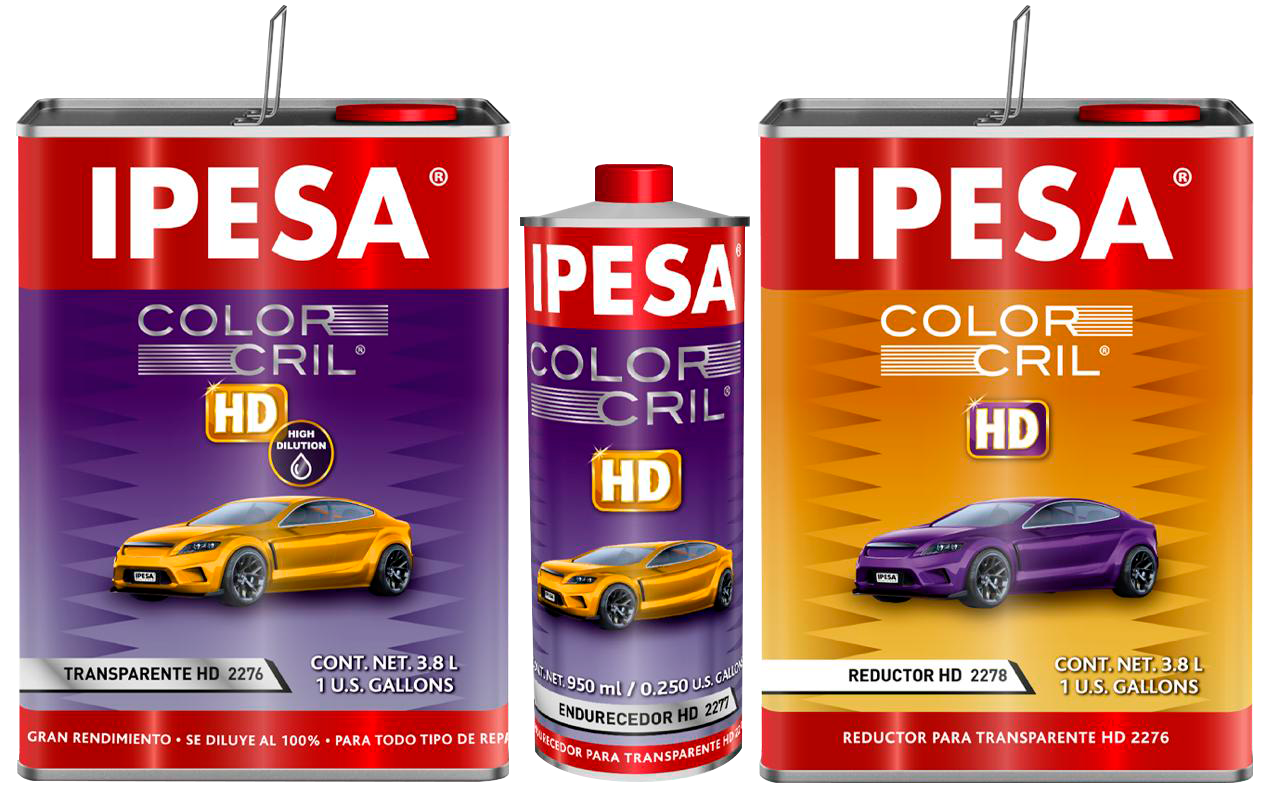 IPESA®
COLOR
CRIL®
HD
HIGH
DILUTION
IPESA
TRANSPARENTE HD 2276
CONT. NET. 3.8 L
1 U.S. GALLONS
GRAN RENDIMIENTO • SE DILUYE AL 100% • PARA TODO TIPO DE REPA
IPESA®
COLOR
CRIL®
HD
NET. 950 ml / 0.250 U.S. GALLONS
ENDURECEDOR HD 2277
PARA TRANSPARENTE HD
IPESA®
COLOR
CRIL®
HD
IPESA
REDUCTOR HD 2278
CONT. NET. 3.8 L
1 U.S. GALLONS
REDUCTOR PARA TRANSPARENTE HD 2276